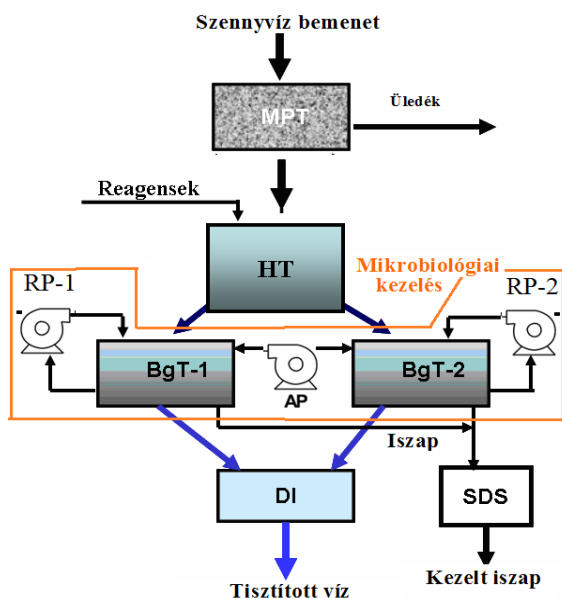 Szennyvíz bemenet
MPT
Üledék
Reagensek
HT
Mikrobiológiai
kezelés
RP-1
RP-2
BgT-1
AP
BgT-2
Iszap
DI
SDS
Tisztított víz
Kezelt iszap